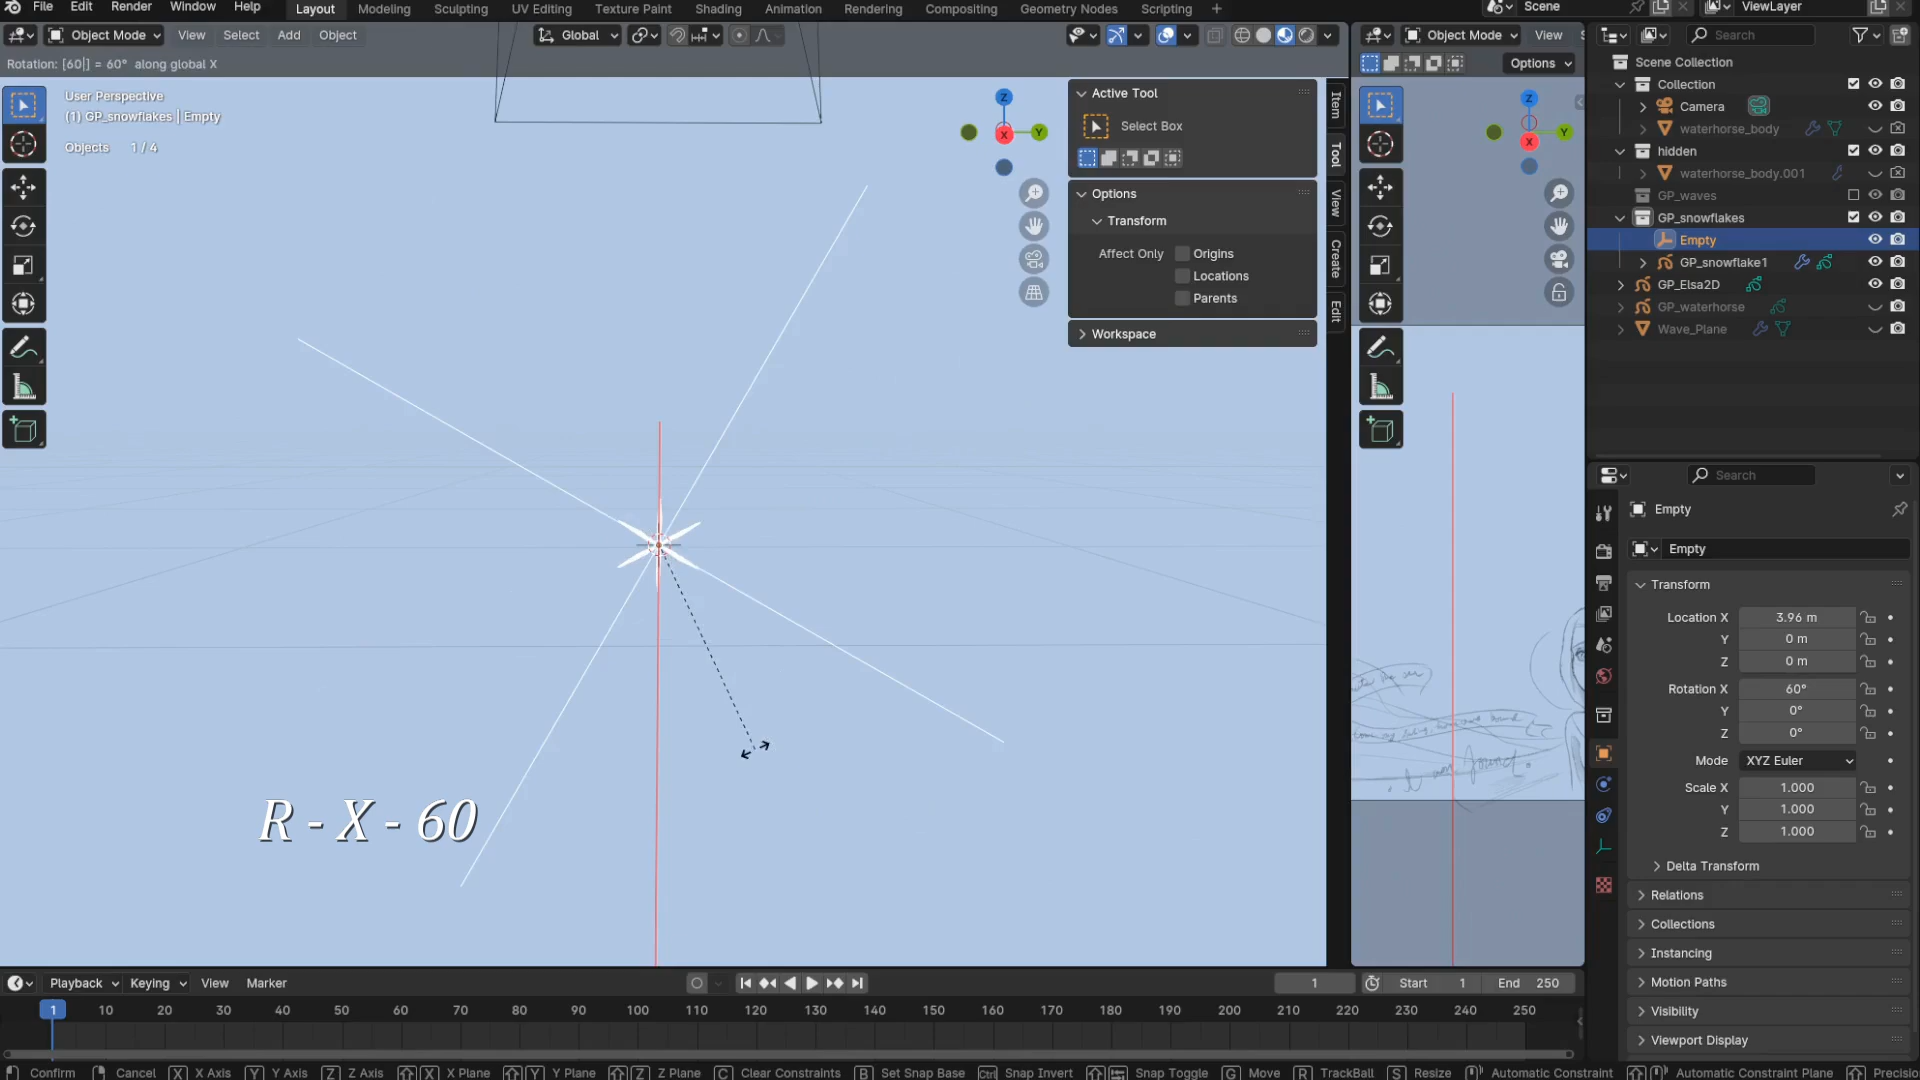 File Edit Render Window Help Layout Modeling Sculpting UV Editing Texture Paint Shading Animation Rendering Compositing Geometry Nodes Scripting + Scene ViewLayer
Object Mode View Select Add Object Global Object Mode View Search
Rotation: [60|] = 60° along global X Options
User Perspective
(1) GP_snowflakes | Empty
Objects 1 / 4
Z
Y
X
Active Tool
Select Box
Options
Transform
Affect Only Origins
Locations
Parents
Workspace
Item
Tool
View
Create
Edit
Z
Y
X
Scene Collection
Collection
Camera
waterhorse_body
hidden
waterhorse_body.001
GP_waves
GP_snowflakes
Empty
GP_snowflake1
GP_Elsa2D
GP_waterhorse
Wave_Plane
R - X - 60
Search
Empty
Empty
Transform
Location X 3.96 m
Y 0 m
Z 0 m
Rotation X 60°
Y 0°
Z 0°
Mode XYZ Euler
Scale X 1.000
Y 1.000
Z 1.000
Delta Transform
Relations
Collections
Instancing
Motion Paths
Visibility
Viewport Display
Playback Keying View Marker 1 Start 1 End 250
1 10 20 30 40 50 60 70 80 90 100 110 120 130 140 150 160 170 180 190 200 210 220 230 240 250
Confirm Cancel X X Axis Y Y Axis Z Z Axis X X Plane Y Y Plane Z Z Plane C Clear Constraints B Set Snap Base Ctrl Snap Invert Snap Toggle G Move R TrackBall S Resize Automatic Constraint Automatic Constraint Plane Precisio